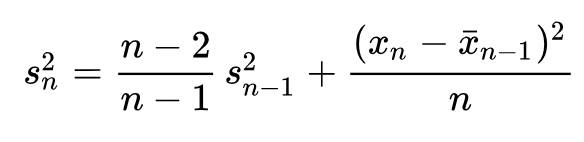 $s_n^2 = \frac{n-2}{n-1} s_{n-1}^2 + \frac{(x_n - \bar{x}_{n-1})^2}{n}$